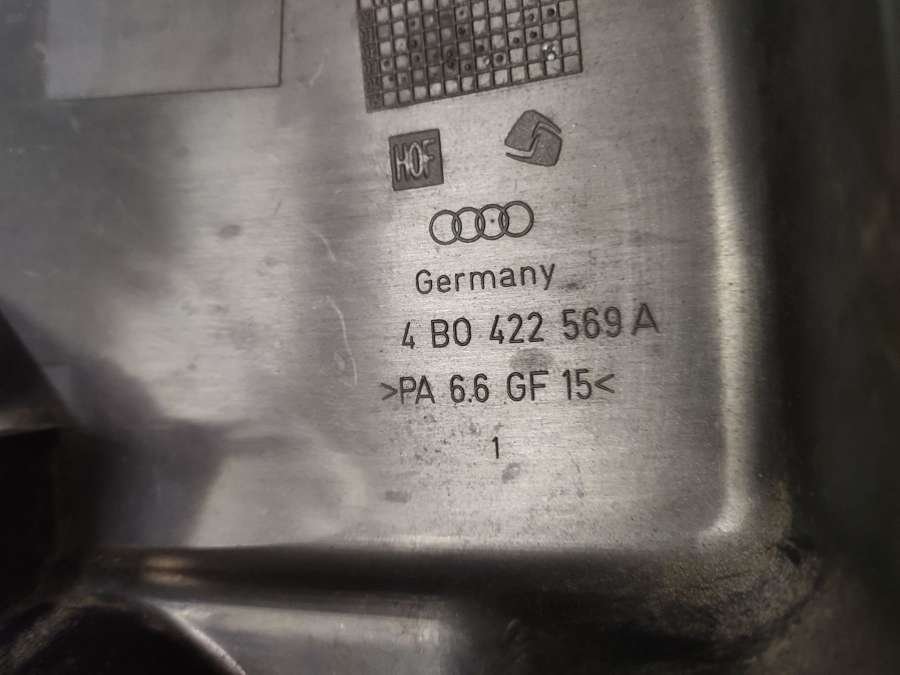 HOF
Germany
4 B0 422 569 A
>PA 6.6 GF 15<
1